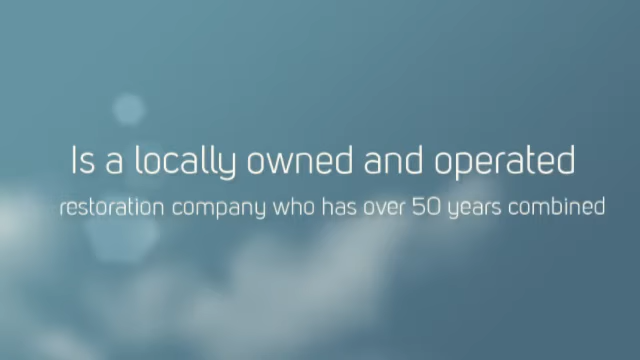 Is a locally owned and operated
restoration company who has over 50 years combined